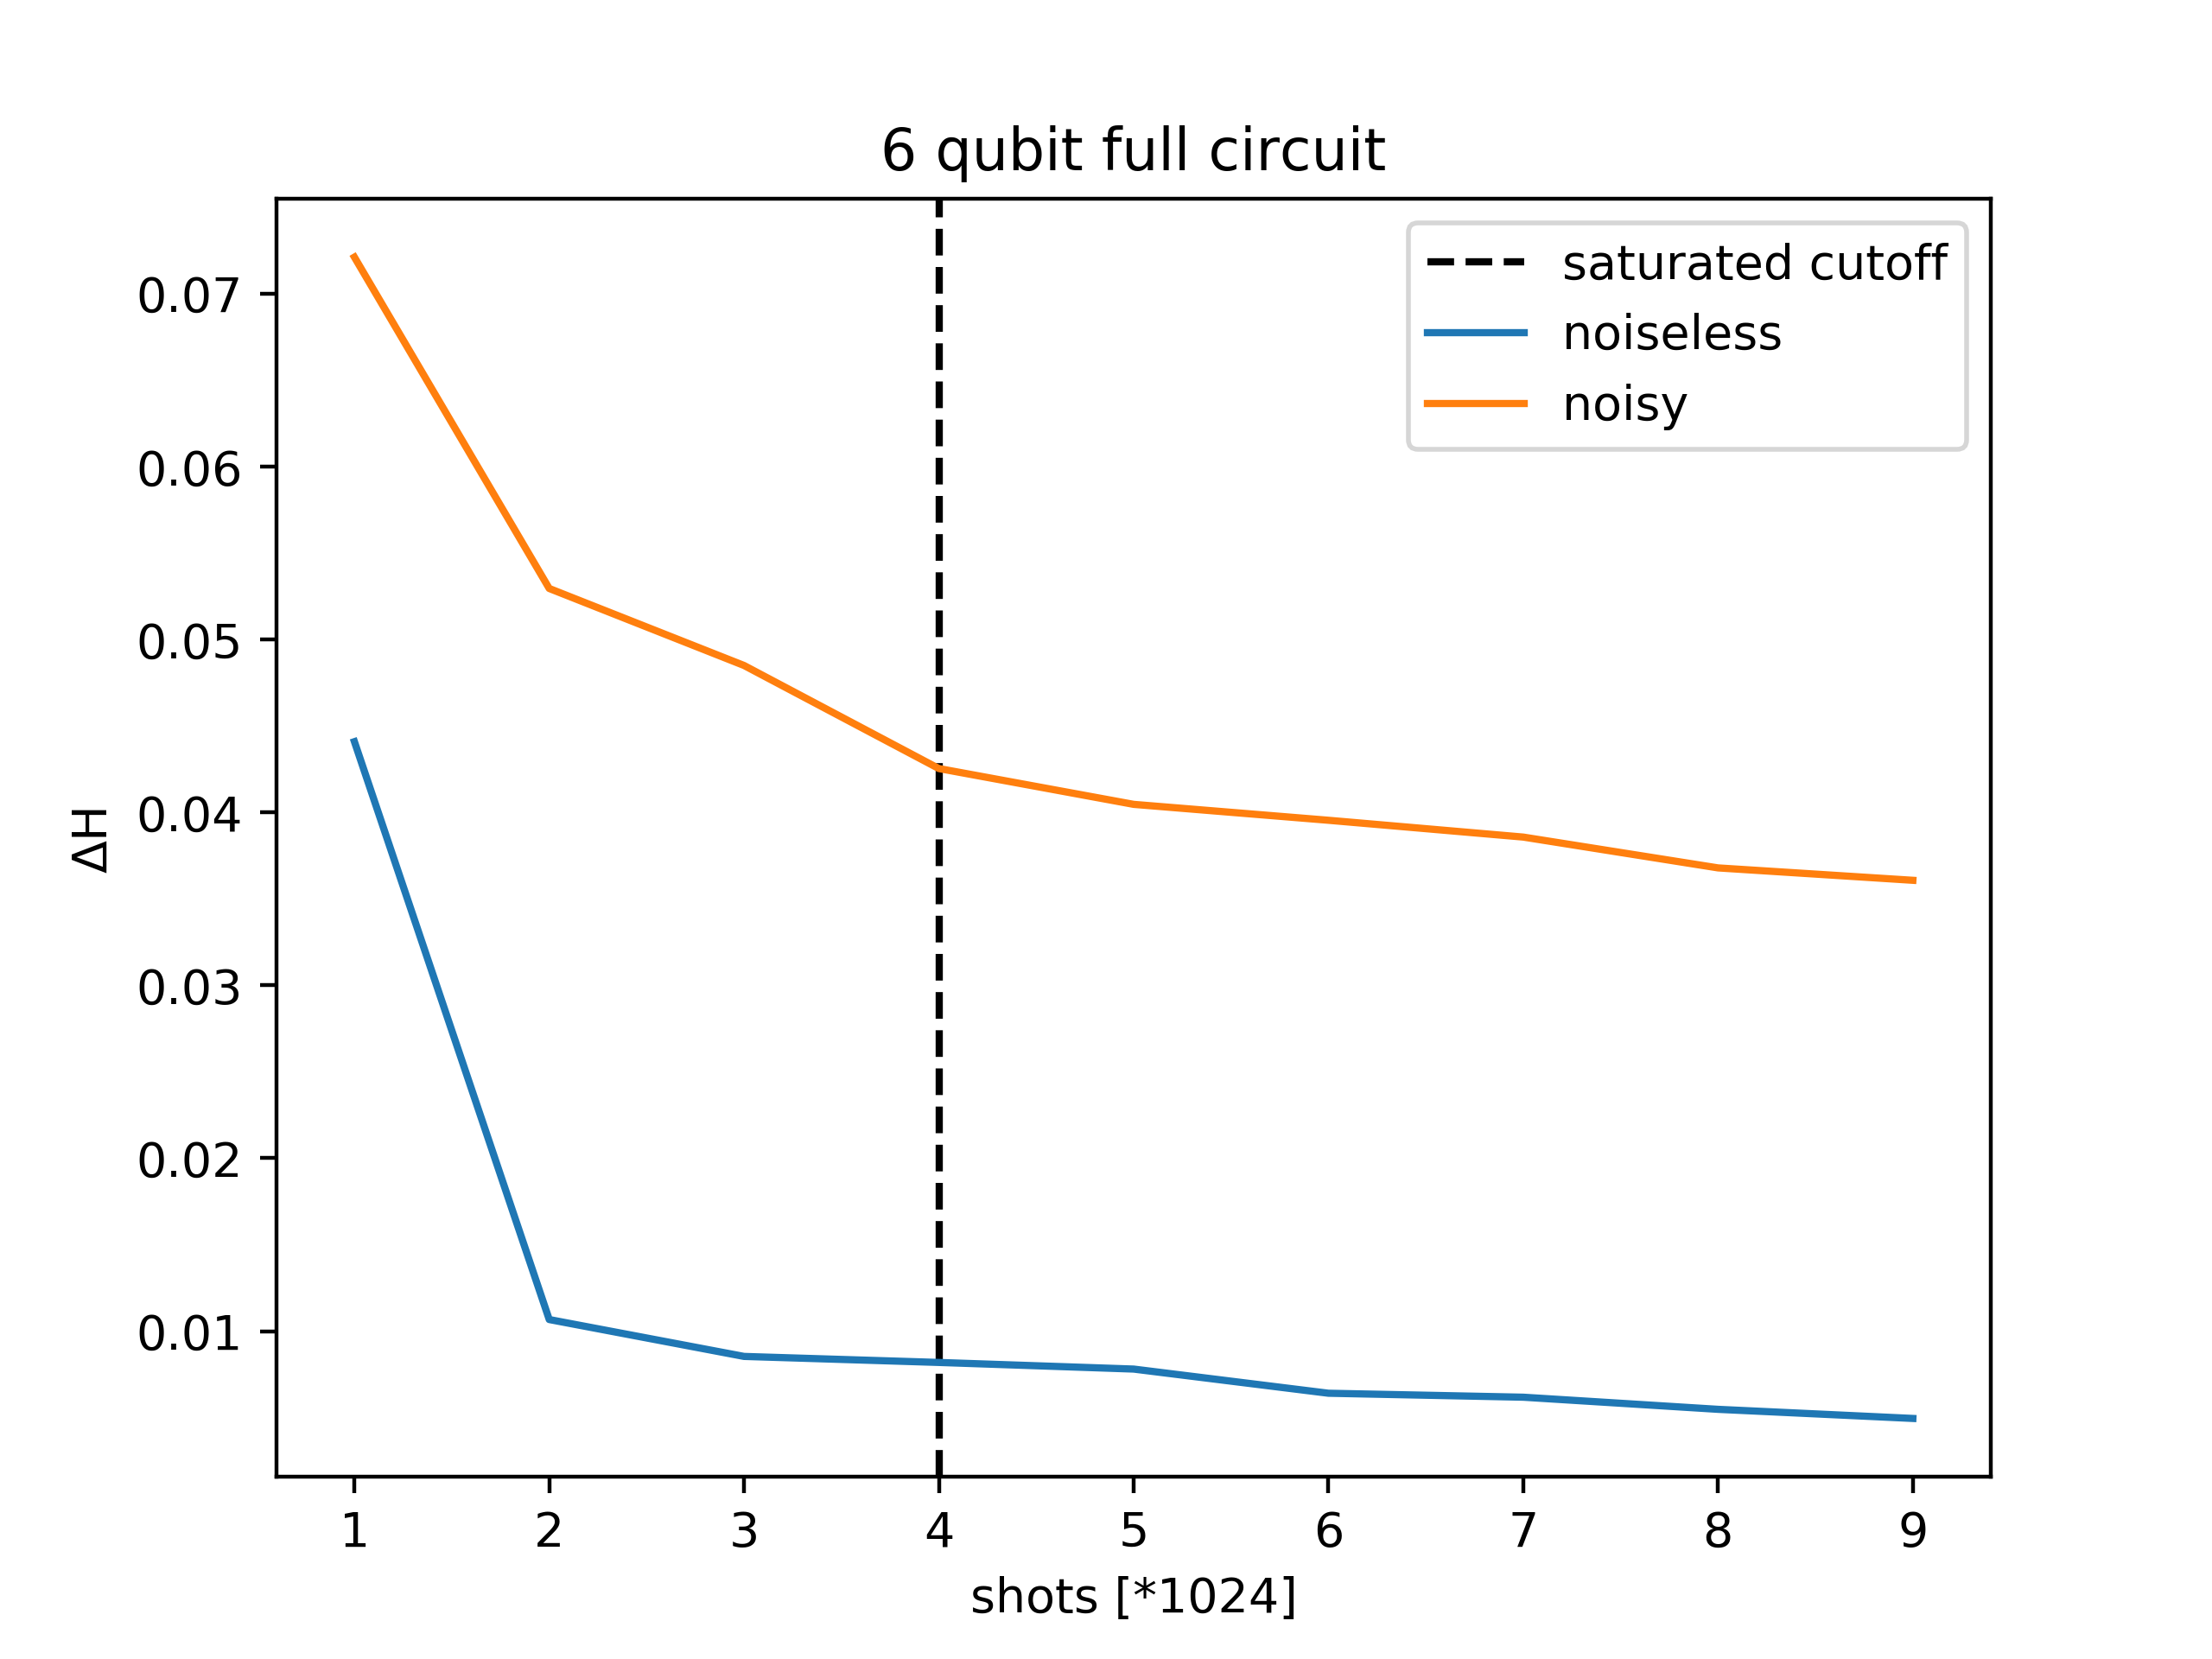 6 qubit full circuit
saturated cutoff
noiseless
noisy
0.07
0.06
0.05
0.04
0.03
0.02
0.01
ΔH
1 2 3 4 5 6 7 8 9
shots [*1024]